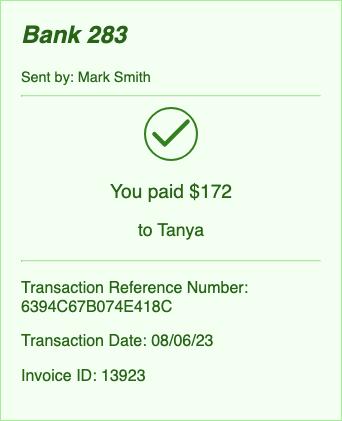 Bank 283
Sent by: Mark Smith
You paid $172
to Tanya
Transaction Reference Number:
6394C67B074E418C
Transaction Date: 08/06/23
Invoice ID: 13923